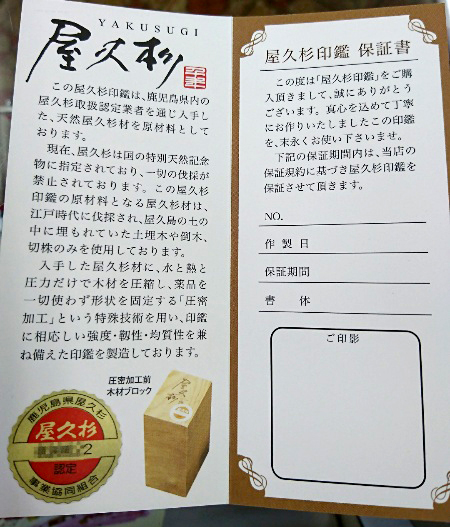 YAKUSUGI
屋久杉
この屋久杉印鑑は、鹿児島県内の
屋久杉取扱認定業者を通じ入手し
た、天然屋久杉材を原材料として
おります。
現在、屋久杉は国の特別天然記念
物に指定されており、一切の伐採が
禁止されております。この屋久杉
印鑑の原材料となる屋久杉材は、
江戸時代に伐採され、屋久島の土の
中に埋もれていた土埋木や倒木、
切株のみを使用しております。
入手した屋久杉材に、水と熱と
圧力だけで木材を圧縮し、薬品を
一切使わず形状を固定する「圧密
加工」という特殊技術を用い、印鑑
に相応しい強度・靱性・均質性を兼
ね備えた印鑑を製造しております。
圧密加工前
木材ブロック
屋久杉
鹿児島県屋久杉
屋久杉
2
認定
事業協同組合
屋久杉印鑑 保証書
この度は「屋久杉印鑑」をご購
入頂きまして、誠にありがとう
ございます。真心を込めて丁寧
にお作りいたしましたこの印鑑
を、末永くお使い下さいませ。
下記の保証期間内は、当店の
保証規約に基づき屋久杉印鑑を
保証させて頂きます。
NO.
作製日
保証期間
書体
ご印影